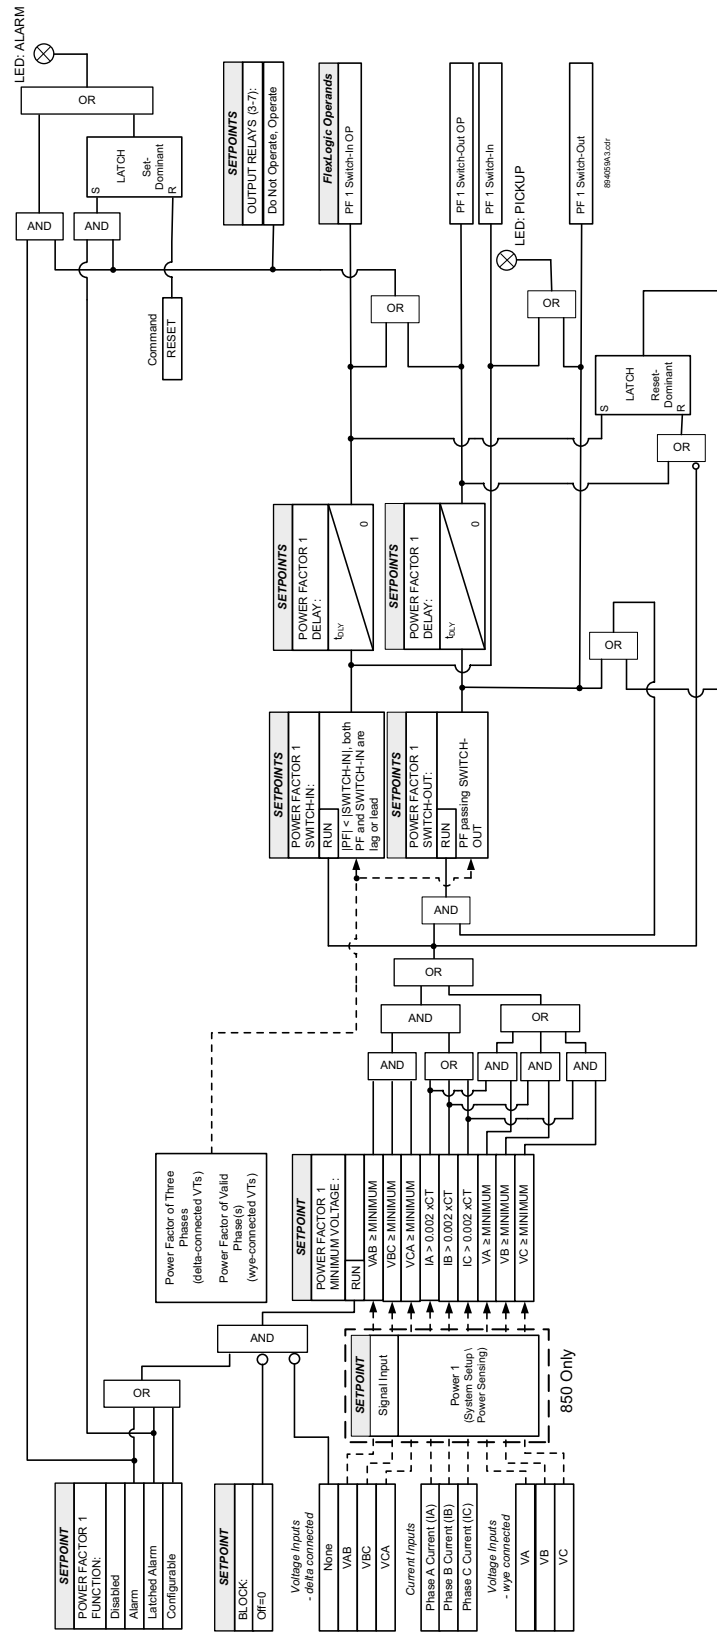 SETPOINT
POWER FACTOR 1
FUNCTION:
Disabled
Alarm
Latched Alarm
Configurable
SETPOINT
BLOCK:
Off=0
Voltage Inputs
- delta connected
None
VAB
VBC
VCA
Current Inputs
Phase A Current (IA)
Phase B Current (IB)
Phase C Current (IC)
Voltage Inputs
- wye connected
VA
VB
VC
OR
AND
SETPOINT
Signal Input
Power 1
(System Setup \
Power Sensing)
850 Only
Power Factor of Three
Phases
(delta-connected VTs)
Power Factor of Valid
Phase(s)
(wye-connected VTs)
SETPOINT
POWER FACTOR 1
MINIMUM VOLTAGE :
RUN
VAB ≥ MINIMUM
VBC ≥ MINIMUM
VCA ≥ MINIMUM
IA > 0.002 xCT
IB > 0.002 xCT
IC > 0.002 xCT
VA ≥ MINIMUM
VB ≥ MINIMUM
VC ≥ MINIMUM
AND
OR
AND
AND
AND
AND
OR
OR
AND
SETPOINTS
POWER FACTOR 1
SWITCH-IN:
RUN
|PF| < |SWITCH-IN|, both
PF and SWITCH-IN are
lag or lead
SETPOINTS
POWER FACTOR 1
SWITCH-OUT:
RUN
PF passing SWITCH-
OUT
OR
SETPOINTS
POWER FACTOR 1
DELAY:
tDLY
0
SETPOINTS
POWER FACTOR 1
DELAY:
tDLY
0
OR
S
LATCH
Reset-
Dominant
R
OR
OR
LED: PICKUP
Command
RESET
AND
AND
S
LATCH
Set-
Dominant
R
OR
LED: ALARM
SETPOINTS
OUTPUT RELAYS (3-7):
Do Not Operate, Operate
FlexLogic Operands
PF 1 Switch-In OP
PF 1 Switch-Out OP
PF 1 Switch-In
PF 1 Switch-Out
894059A3.cdr